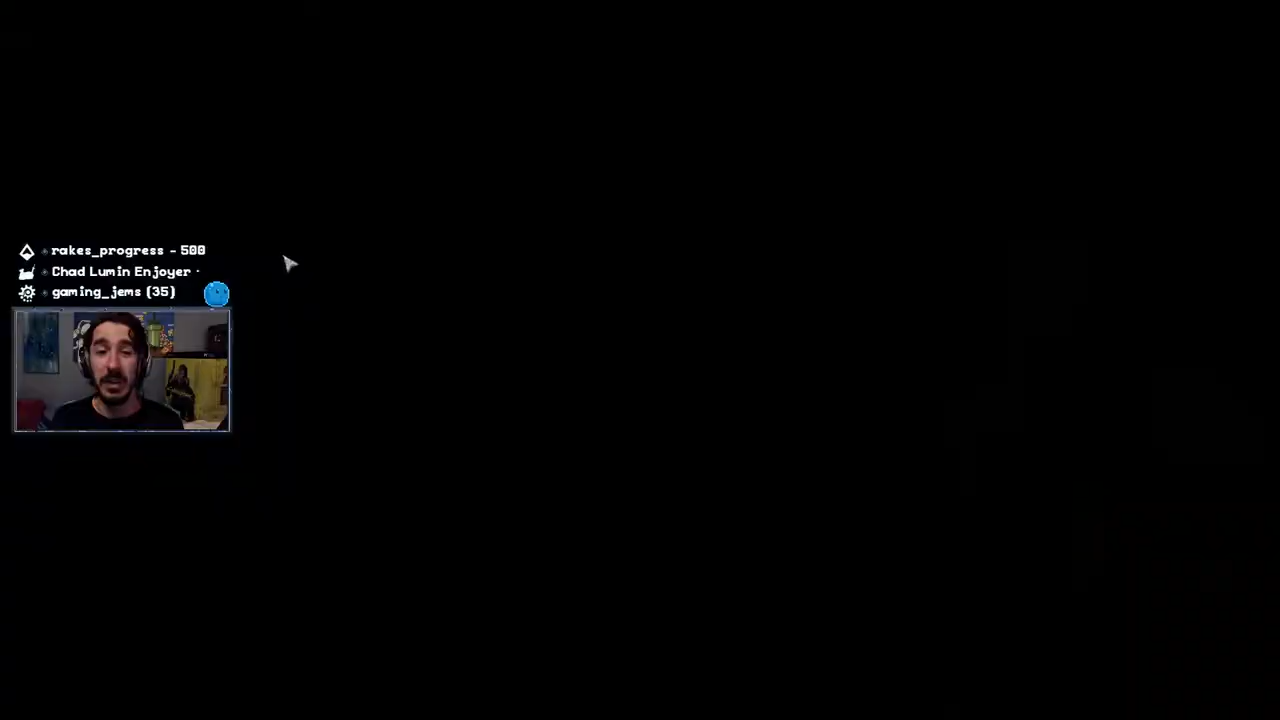 rakes_progress - 500
Chad Lumin Enjoyer -
gaming_jems (35)